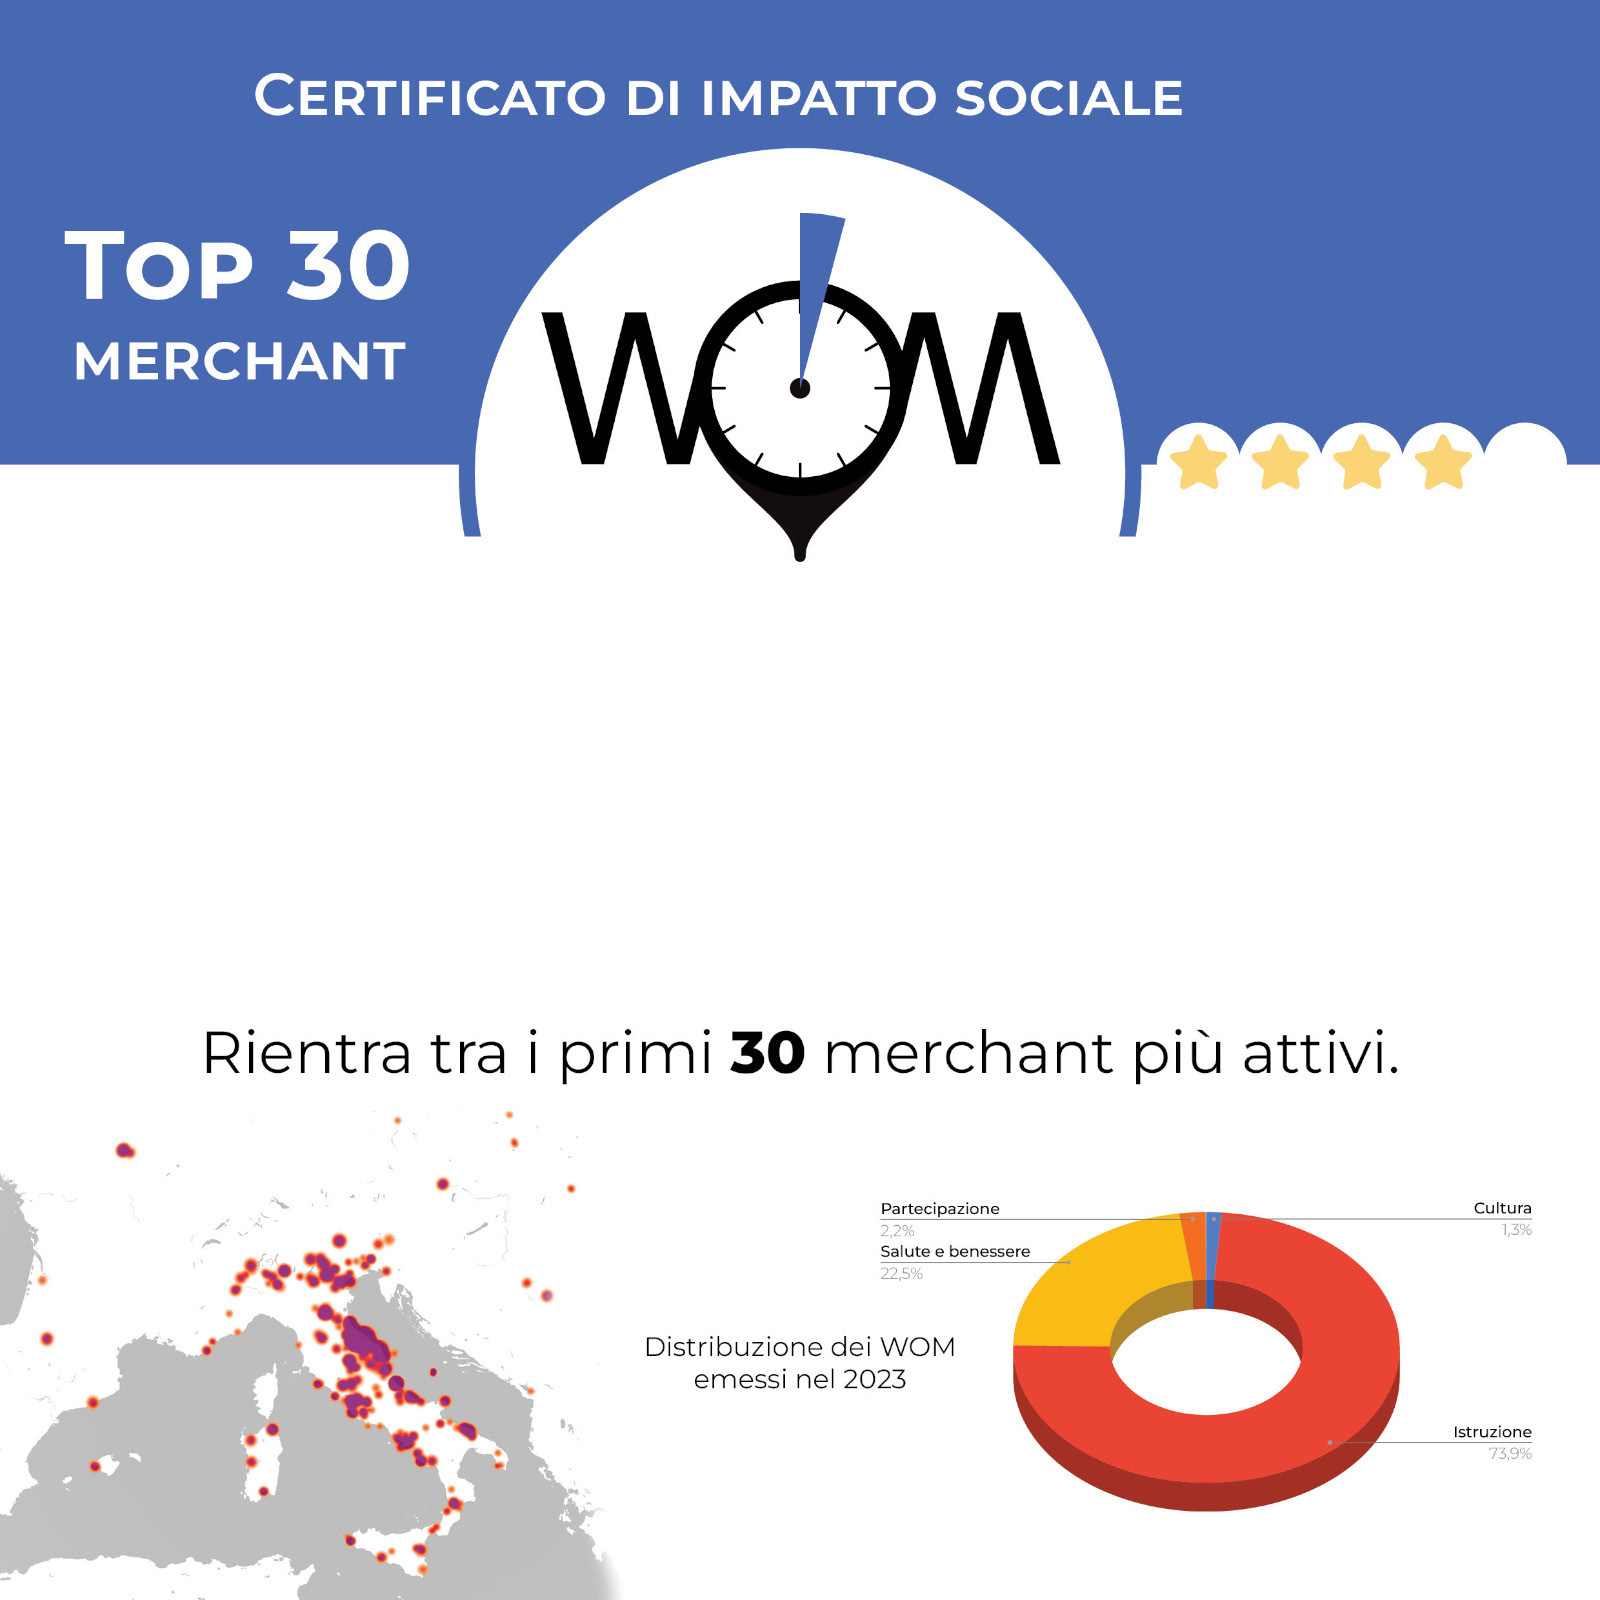 Certificato di impatto sociale
Top 30
merchant
WOM
Rientra tra i primi 30 merchant più attivi.
Partecipazione
2,2%
Salute e benessere
22,5%
Cultura
1,3%
Distribuzione dei WOM
emessi nel 2023
Istruzione
73,9%